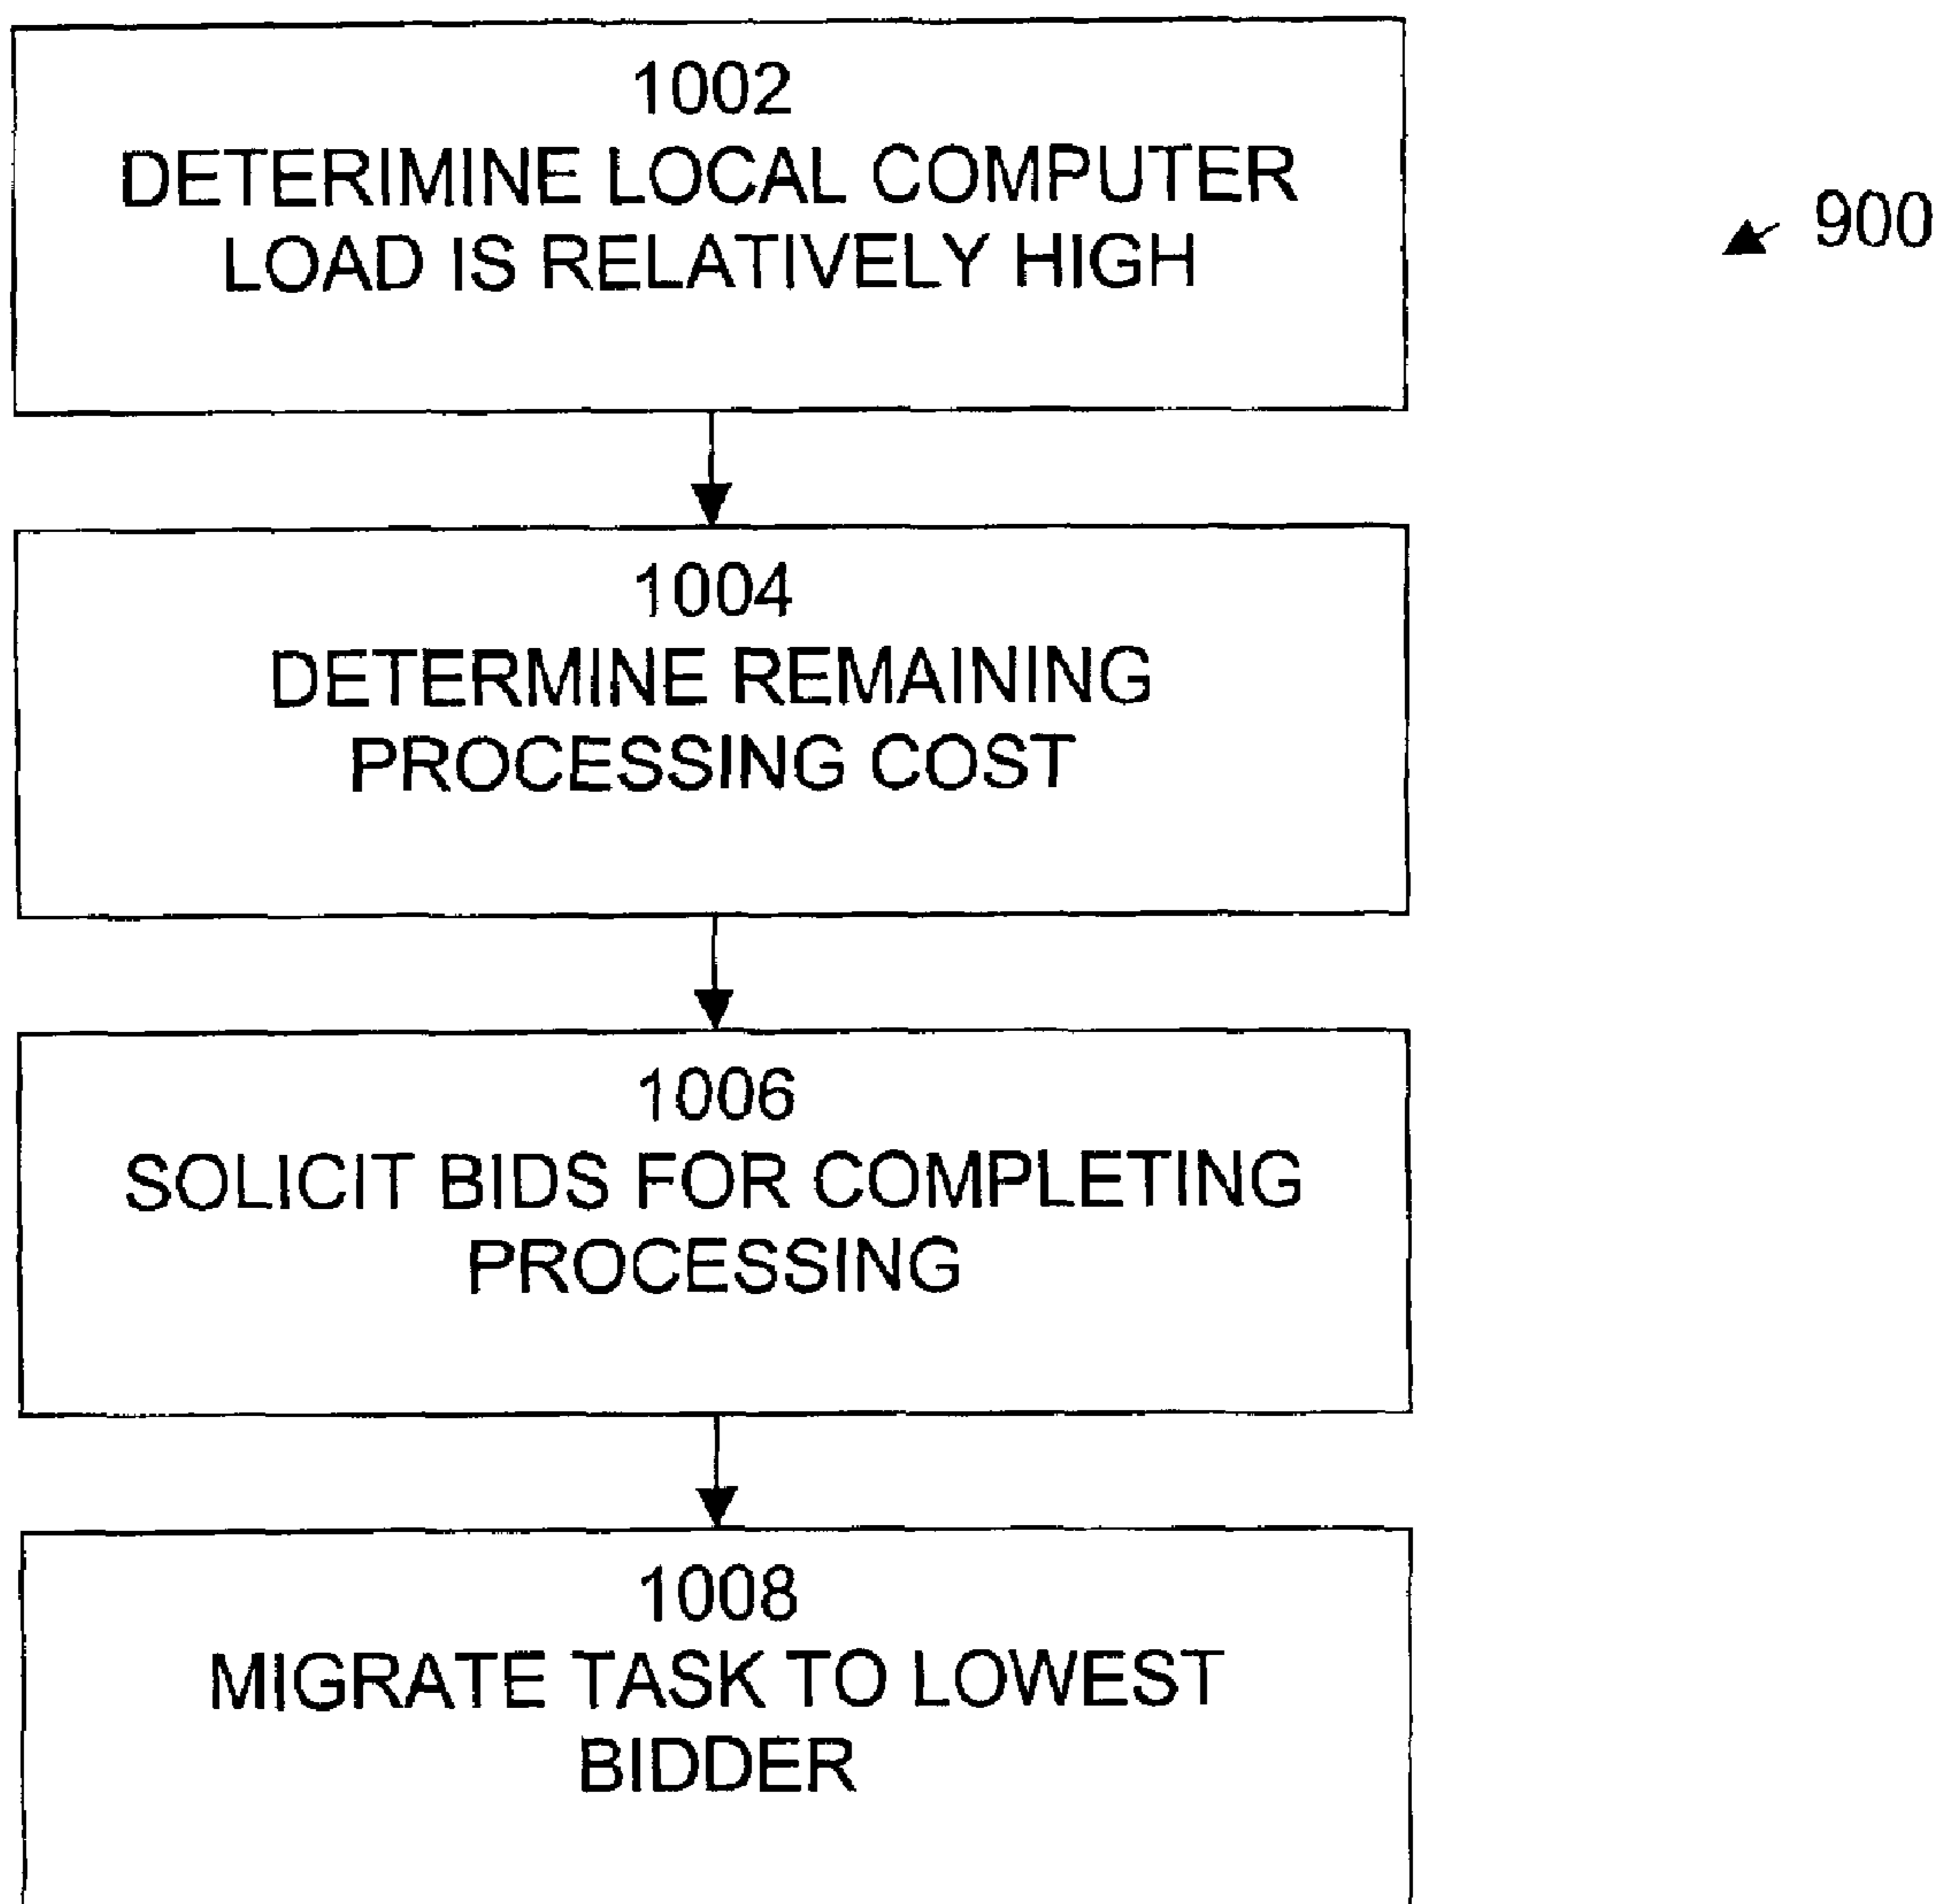 1002
DETERIMINE LOCAL COMPUTER
LOAD IS RELATIVELY HIGH
900
1004
DETERMINE REMAINING
PROCESSING COST
1006
SOLICIT BIDS FOR COMPLETING
PROCESSING
1008
MIGRATE TASK TO LOWEST
BIDDER